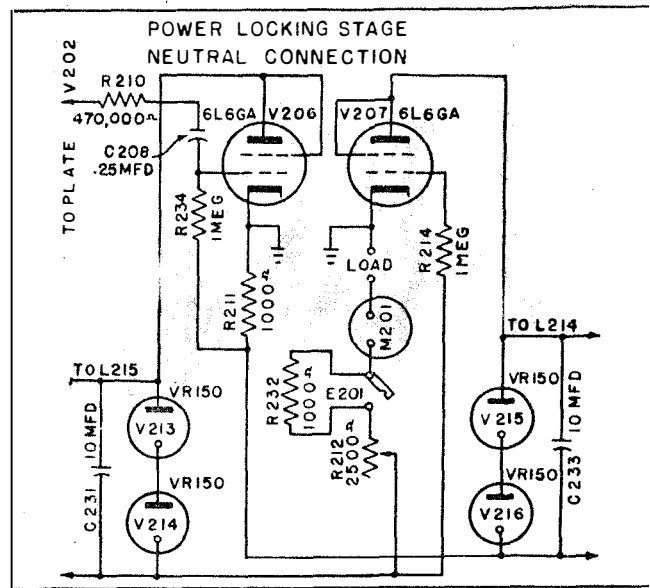 POWER LOCKING STAGE
NEUTRAL CONNECTION
TO PLATE V202
R210
470,000Ω
C208
.25MFD
6L6GA
V206
V207
6L6GA
R234
1MEG
R211
1000Ω
LOAD
R214
1MEG
M201
TO L215
TO L214
R232
1000Ω
E201
R212
2500Ω
VR150
V213
VR150
V214
C231
10MFD
VR150
V215
VR150
V216
C233
10MFD